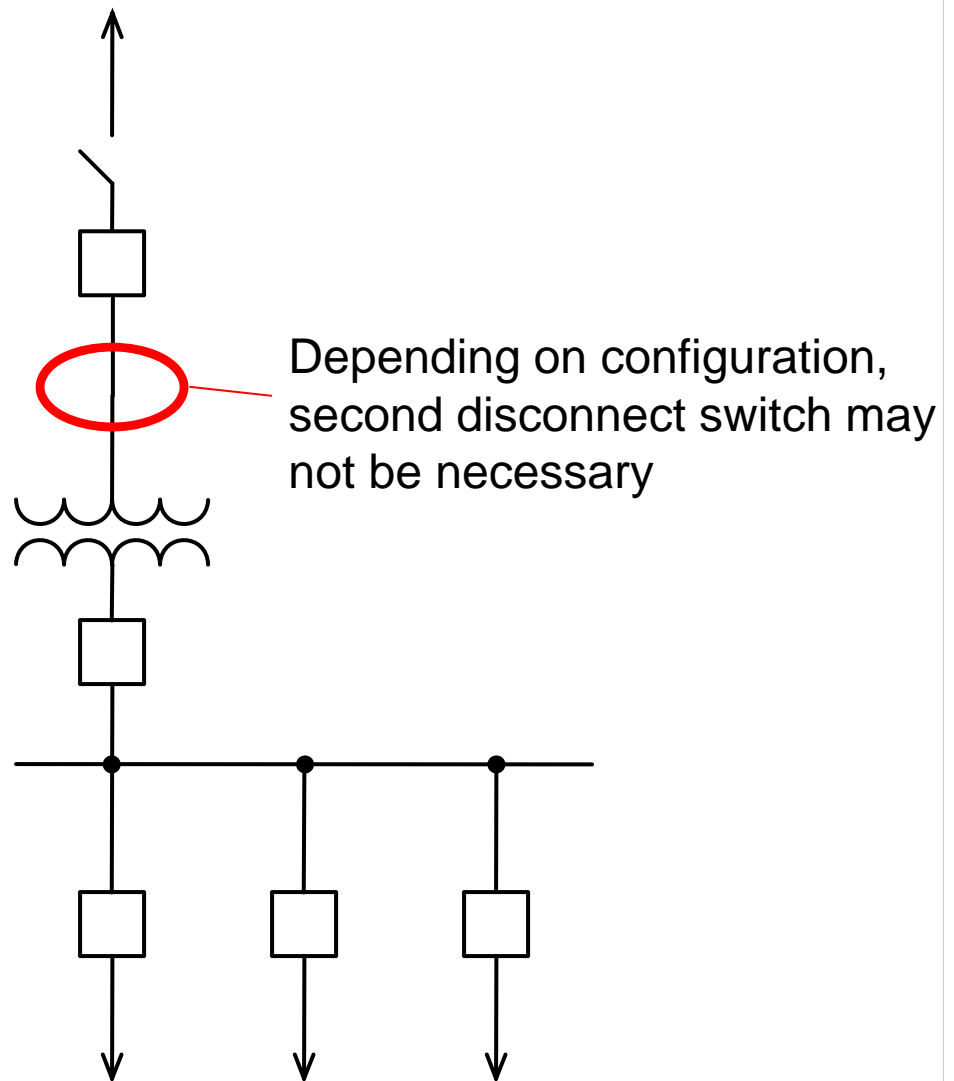 Depending on configuration,
second disconnect switch may
not be necessary